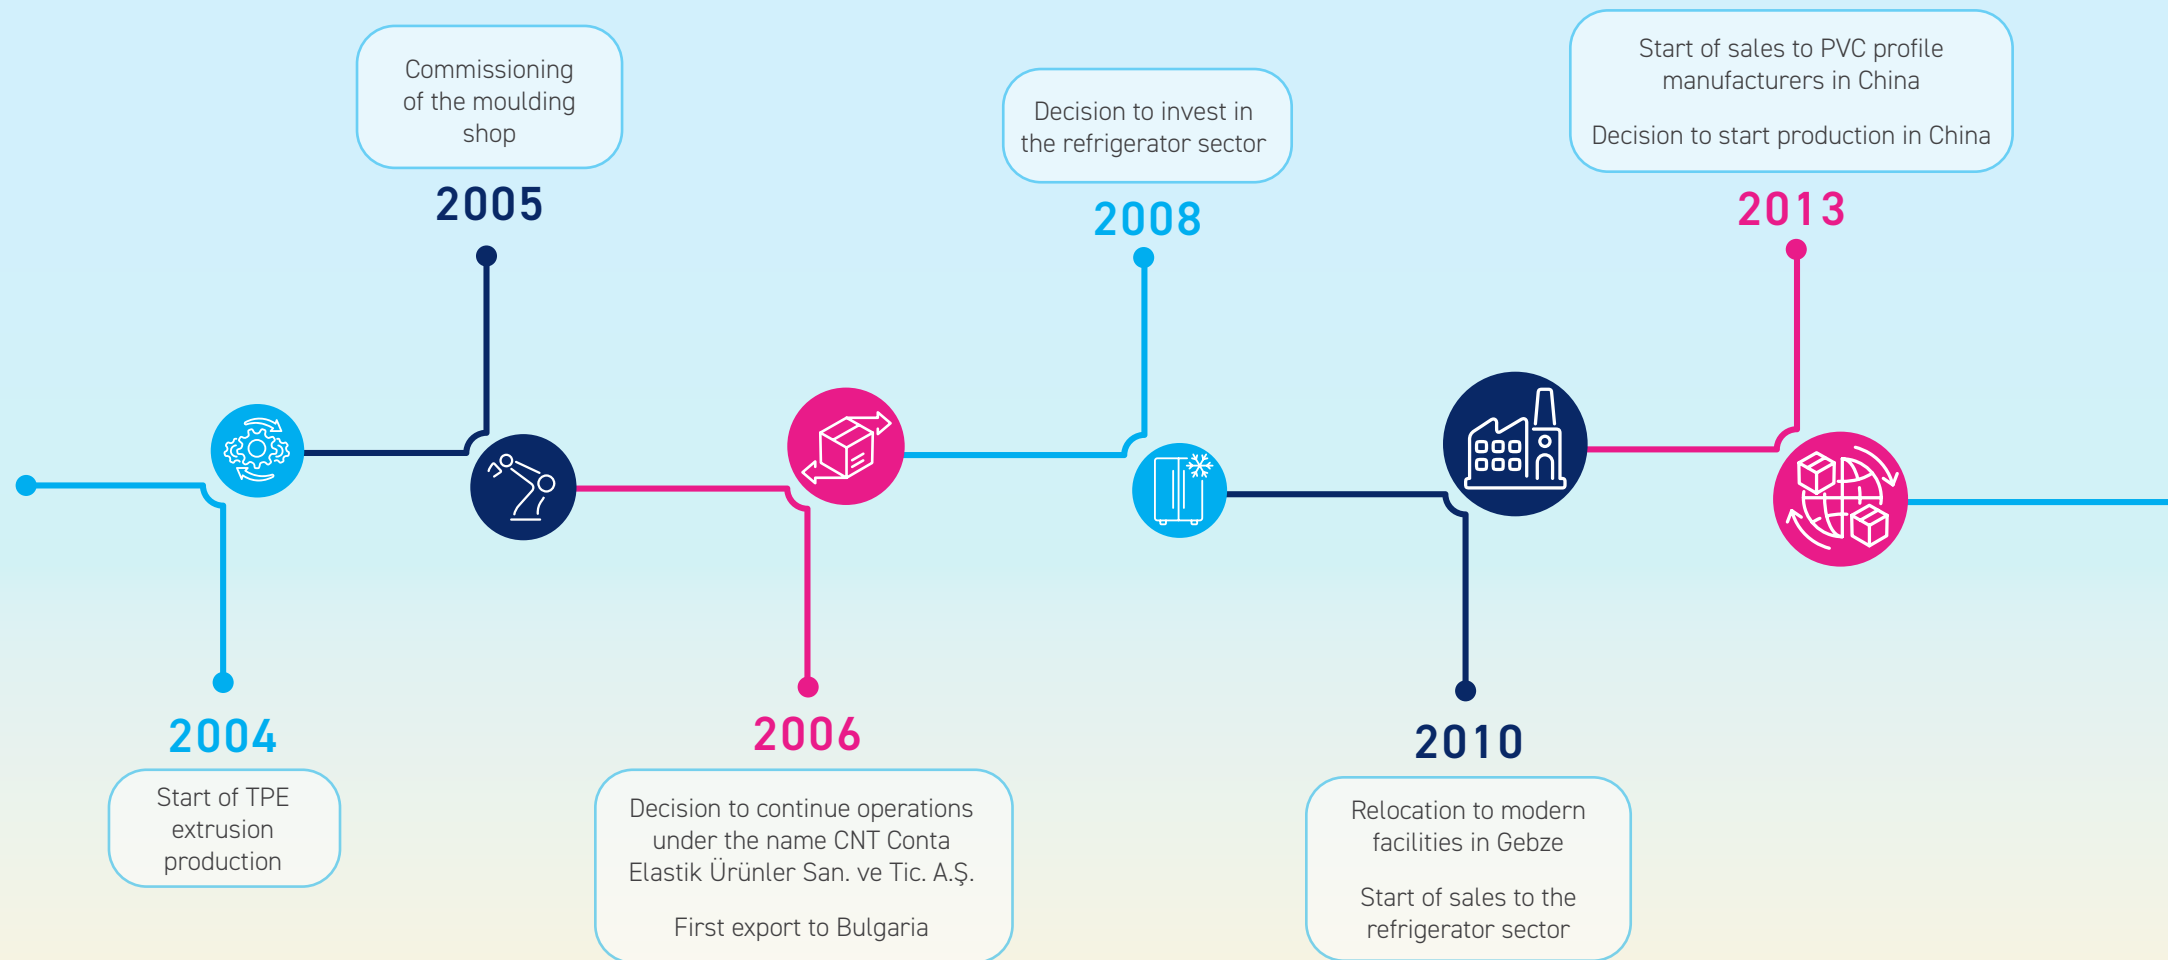 Commissioning
of the moulding
shop
2005
Decision to invest in
the refrigerator sector
2008
Start of sales to PVC profile
manufacturers in China
Decision to start production in China
2013
2004
Start of TPE
extrusion
production
2006
Decision to continue operations
under the name CNT Conta
Elastik Ürünler San. ve Tic. A.Ş.
First export to Bulgaria
2010
Relocation to modern
facilities in Gebze
Start of sales to the
refrigerator sector